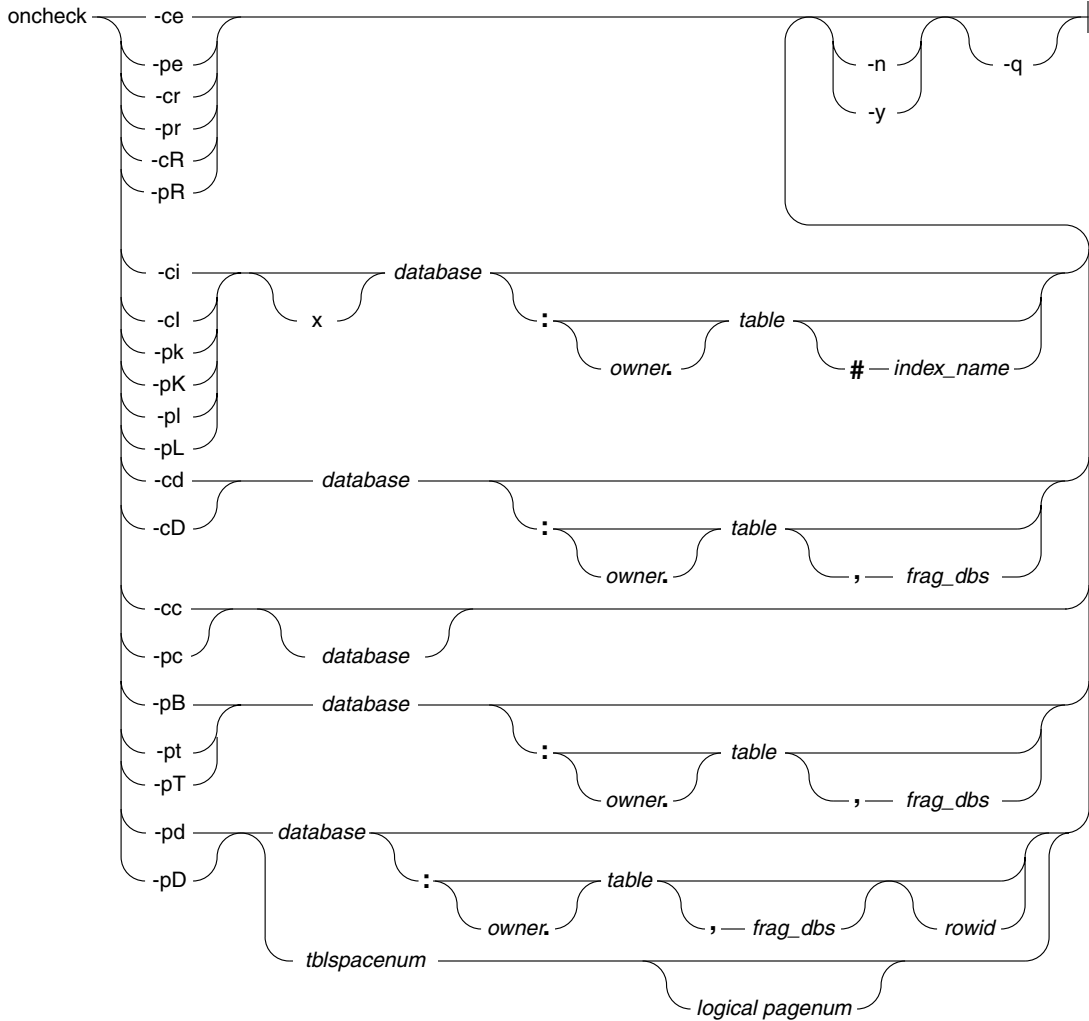 oncheck -ce
-pe -n -q
-cr
-pr -y
-cR
-pR
-ci database
-cI x : table
-pk owner. # index_name
-pK
-pl
-pL
-cd database
-cD : table
owner. , frag_dbs
-cc
-pc database
-pB database
-pt : table
-pT owner. , frag_dbs
-pd database
-pD : table
owner. , frag_dbs rowid
tblspacenum
logical pagenum